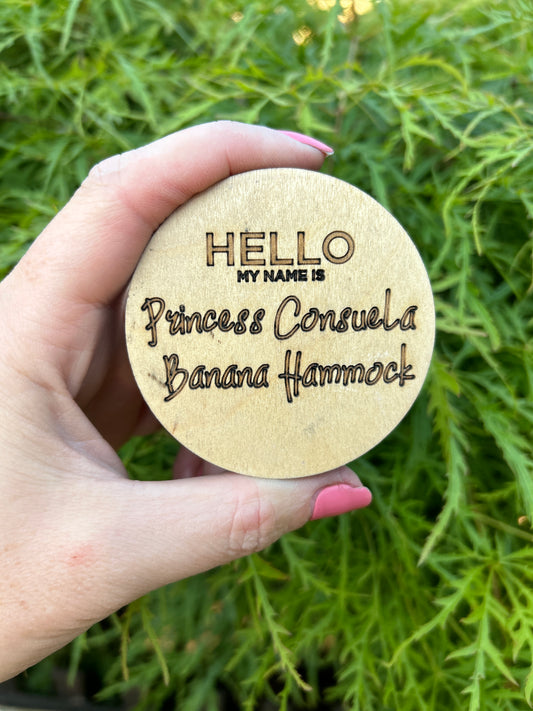 HELLO
MY NAME IS
Princess Consuela
Banana Hammock